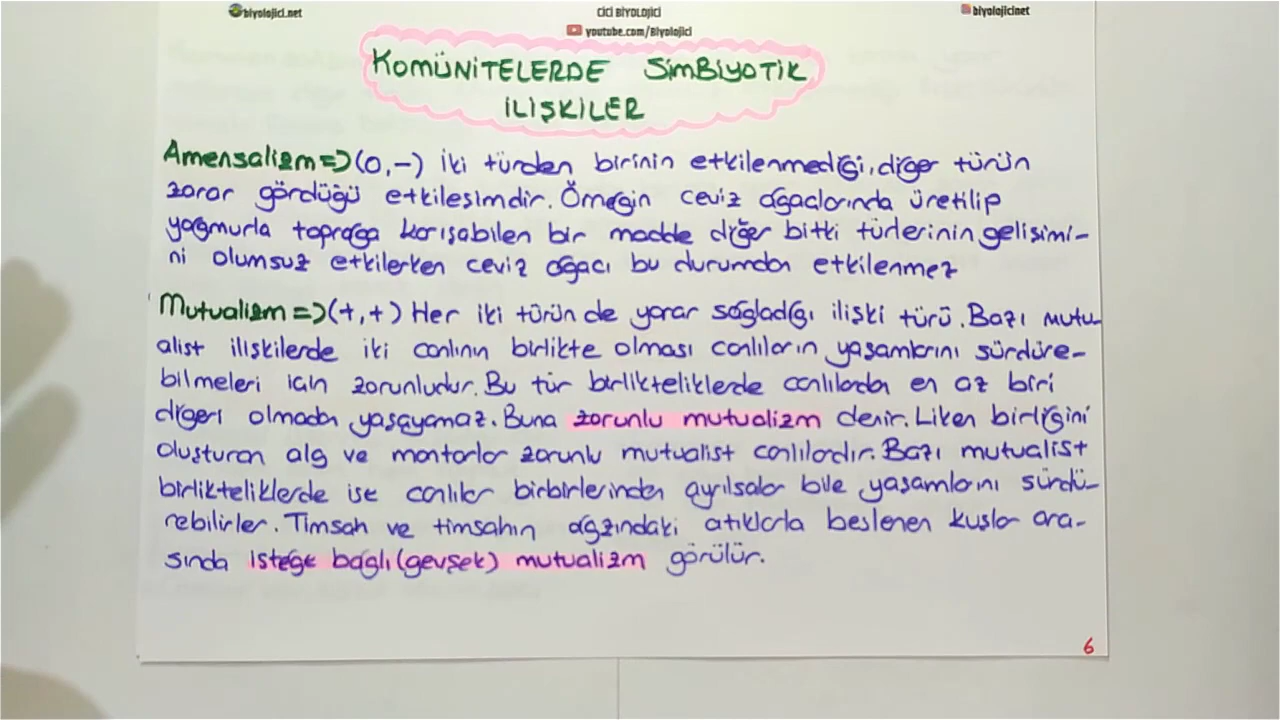 biyolojici.net
CİCİ BİYOLOJİCİ
biyolojicinet
youtube.com/Biyolojici
KOMÜNİTELERDE SİMBİYOTİK
İLİŞKİLER
Amensalizm => (0, -) İki türden birinin etkilenmediği, diğer türün
zarar gördüğü etkileşimdir. Örneğin ceviz ağaçlarında üretilip
yağmurla toprağa karışabilen bir madde diğer bitki türlerinin gelişimi-
ni olumsuz etkilerken ceviz ağacı bu durumdan etkilenmez
Mutualizm => (+, +) Her iki türün de yarar sağladığı ilişki türü. Bazı mutu-
alist ilişkilerde iki canlının birlikte olması canlıların yaşamlarını sürdüre-
bilmeleri için zorunludur. Bu tür birlikteliklerde canlılardan en az biri
diğeri olmadan yaşayamaz. Buna zorunlu mutualizm denir. Liken birliğini
oluşturan alg ve mantarlar zorunlu mutualist canlılardır. Bazı mutualist
birlikteliklerde ise canlılar birbirlerinden ayrılsalar bile yaşamlarını sürdü-
rebilirler. Timsah ve timsahın ağzındaki atıklarla beslenen kuşlar ara-
sında isteğe bağlı (gevşek) mutualizm görülür.
6